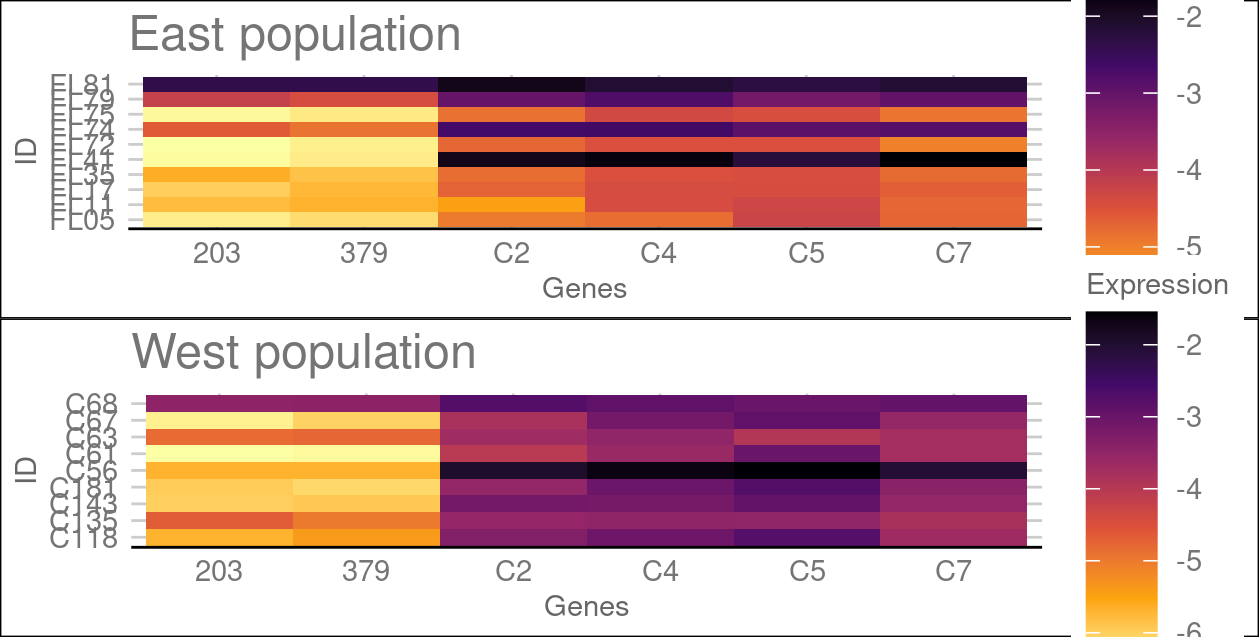 East population
-2
-3
-4
-5
ID
FL81
FL79
FL75
FL74
FL72
FL41
FL35
FL17
FL11
FL05
203 379 C2 C4 C5 C7
Genes
Expression
West population
-2
-3
-4
-5
-6
ID
C68
C67
C63
C61
C56
C181
C143
C135
C118
203 379 C2 C4 C5 C7
Genes